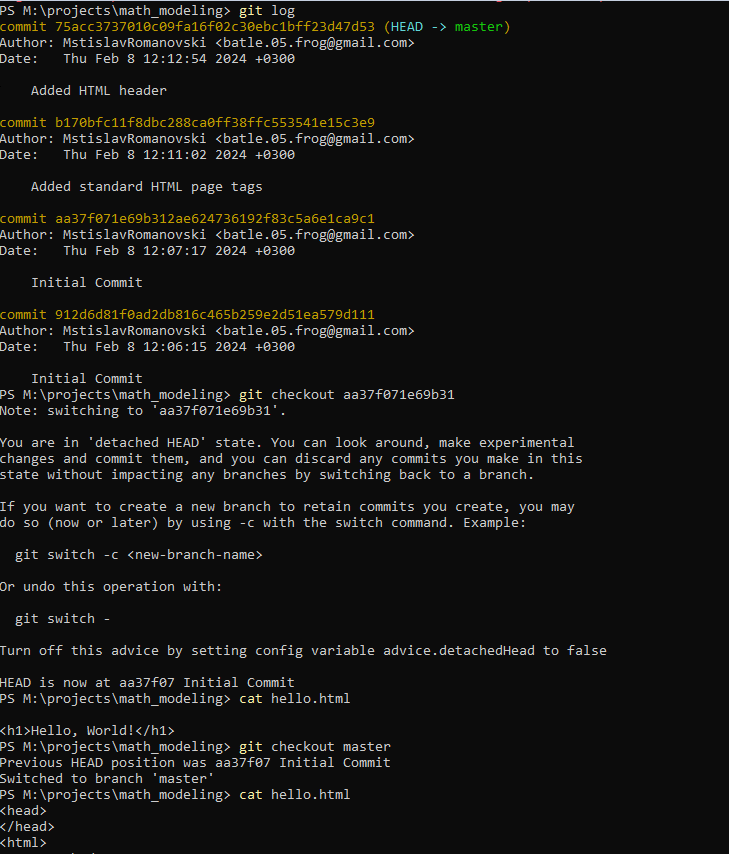 PS M:\projects\math_modeling> git log
commit 75acc3737010c09fa16f02c30ebc1bff23d47d53 (HEAD -> master)
Author: MstislavRomanovski <batle.05.frog@gmail.com>
Date:   Thu Feb 8 12:12:54 2024 +0300
    Added HTML header
commit b170bfc11f8dbc288ca0ff38ffc553541e15c3e9
Author: MstislavRomanovski <batle.05.frog@gmail.com>
Date:   Thu Feb 8 12:11:02 2024 +0300
    Added standard HTML page tags
commit aa37f071e69b312ae624736192f83c5a6e1ca9c1
Author: MstislavRomanovski <batle.05.frog@gmail.com>
Date:   Thu Feb 8 12:07:17 2024 +0300
    Initial Commit
commit 912d6d81f0ad2db816c465b259e2d51ea579d111
Author: MstislavRomanovski <batle.05.frog@gmail.com>
Date:   Thu Feb 8 12:06:15 2024 +0300
    Initial Commit
PS M:\projects\math_modeling> git checkout aa37f071e69b31
Note: switching to 'aa37f071e69b31'.
You are in 'detached HEAD' state. You can look around, make experimental
changes and commit them, and you can discard any commits you make in this
state without impacting any branches by switching back to a branch.
If you want to create a new branch to retain commits you create, you may
do so (now or later) by using -c with the switch command. Example:
  git switch -c <new-branch-name>
Or undo this operation with:
  git switch -
Turn off this advice by setting config variable advice.detachedHead to false
HEAD is now at aa37f07 Initial Commit
PS M:\projects\math_modeling> cat hello.html
<h1>Hello, World!</h1>
PS M:\projects\math_modeling> git checkout master
Previous HEAD position was aa37f07 Initial Commit
Switched to branch 'master'
PS M:\projects\math_modeling> cat hello.html
<head>
</head>
<html>